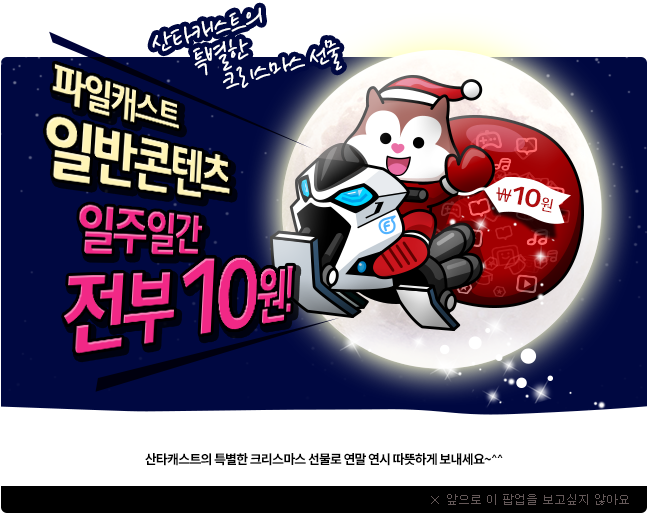 산타캐스트의
특별한
크리스마스 선물
파일캐스트
일반콘텐츠
일주일간
전부 10원!
₩10원
산타캐스트의 특별한 크리스마스 선물로 연말 연시 따뜻하게 보내세요~^^
× 앞으로 이 팝업을 보고싶지 않아요